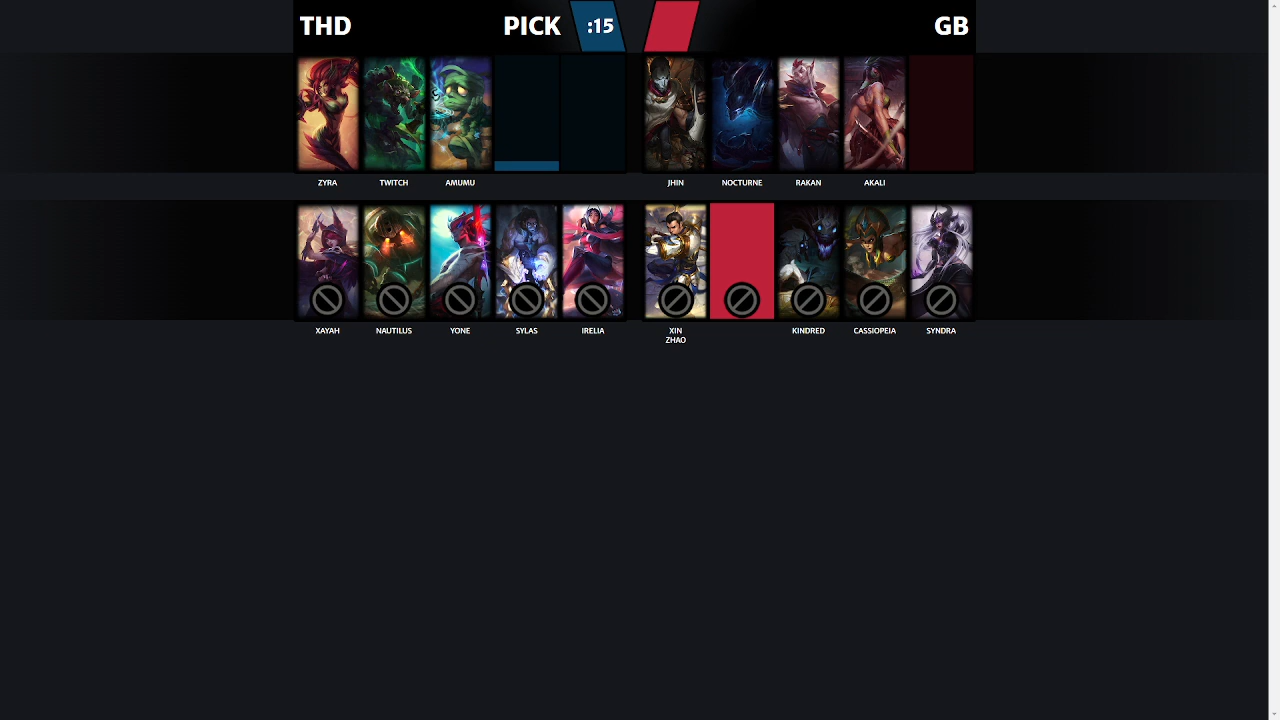 THD PICK :15 GB
ZYRA TWITCH AMUMU JHIN NOCTURNE RAKAN AKALI
XAYAH NAUTILUS YONE SYLAS IRELIA XIN KINDRED CASSIOPEIA SYNDRA
ZHAO